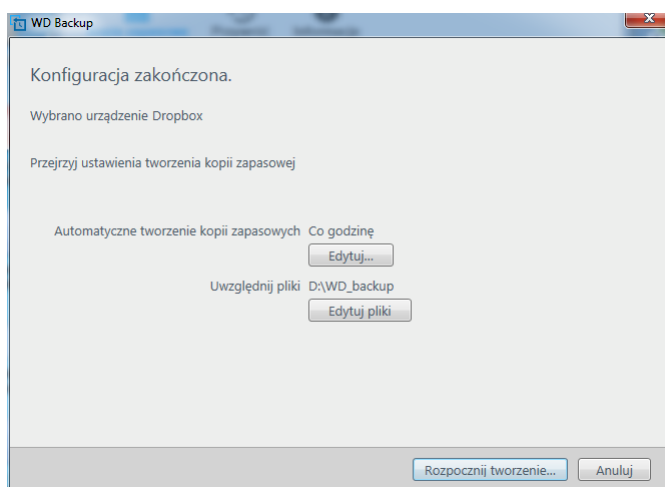 WD Backup
Konfiguracja zakończona.
Wybrano urządzenie Dropbox
Przejrzyj ustawienia tworzenia kopii zapasowej
Automatyczne tworzenie kopii zapasowych Co godzinę
Edytuj...
Uwzględnij pliki D:\WD_backup
Edytuj pliki
Rozpocznij tworzenie... Anuluj